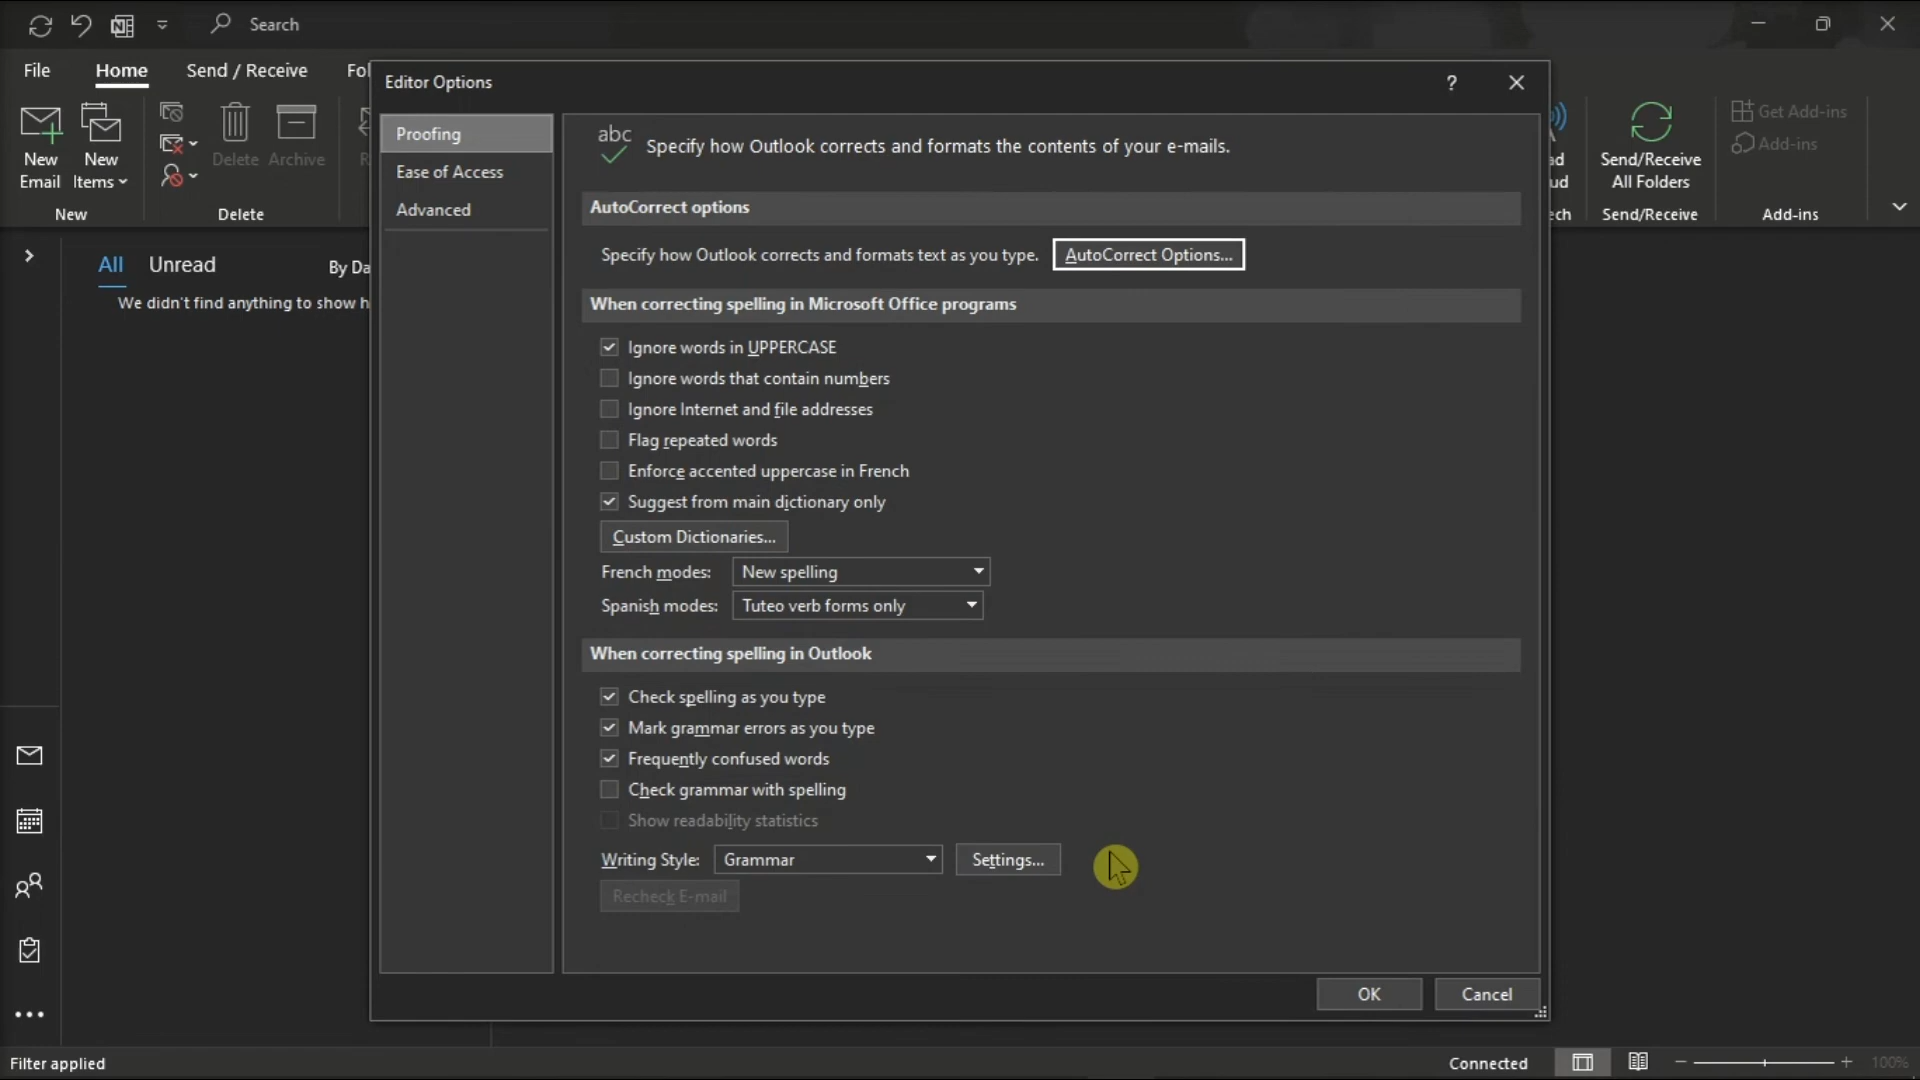 Search
File Home Send / Receive Fol
New Email
New Items
Delete
Archive
R
New
Delete
ad
ud
ech
Send/Receive All Folders
Send/Receive
Get Add-ins
Add-ins
Add-ins
All Unread By Da
We didn't find anything to show h
Editor Options
?
Proofing
Ease of Access
Advanced
abc
Specify how Outlook corrects and formats the contents of your e-mails.
AutoCorrect options
Specify how Outlook corrects and formats text as you type. AutoCorrect Options...
When correcting spelling in Microsoft Office programs
Ignore words in UPPERCASE
Ignore words that contain numbers
Ignore Internet and file addresses
Flag repeated words
Enforce accented uppercase in French
Suggest from main dictionary only
Custom Dictionaries...
French modes: New spelling
Spanish modes: Tuteo verb forms only
When correcting spelling in Outlook
Check spelling as you type
Mark grammar errors as you type
Frequently confused words
Check grammar with spelling
Show readability statistics
Writing Style: Grammar Settings...
Recheck E-mail
OK Cancel
Filter applied
Connected
100%